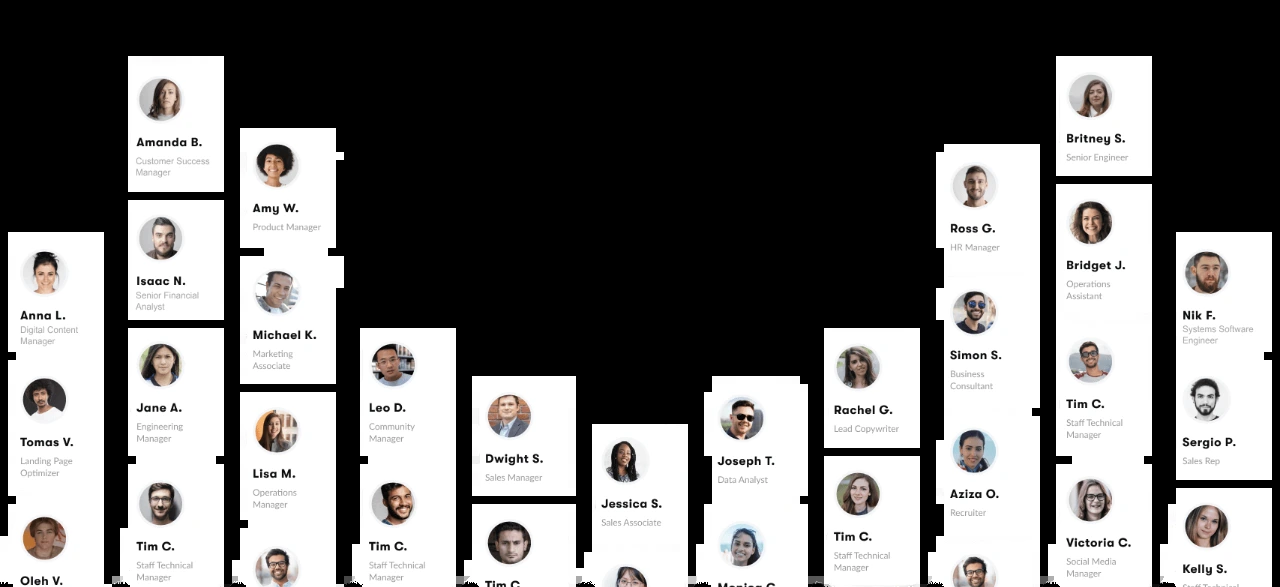 Anna L.
Digital Content
Manager
Tomas V.
Landing Page
Optimizer
Oleh V.
Amanda B.
Customer Success
Manager
Isaac N.
Senior Financial
Analyst
Jane A.
Engineering
Manager
Tim C.
Staff Technical
Manager
Amy W.
Product Manager
Michael K.
Marketing
Associate
Lisa M.
Operations
Manager
Leo D.
Community
Manager
Tim C.
Staff Technical
Manager
Dwight S.
Sales Manager
Tim C.
Jessica S.
Sales Associate
Joseph T.
Data Analyst
Monica G.
Rachel G.
Lead Copywriter
Tim C.
Staff Technical
Manager
Ross G.
HR Manager
Simon S.
Business
Consultant
Aziza O.
Recruiter
Britney S.
Senior Engineer
Bridget J.
Operations
Assistant
Tim C.
Staff Technical
Manager
Victoria C.
Social Media
Manager
Nik F.
Systems Software
Engineer
Sergio P.
Sales Rep
Kelly S.